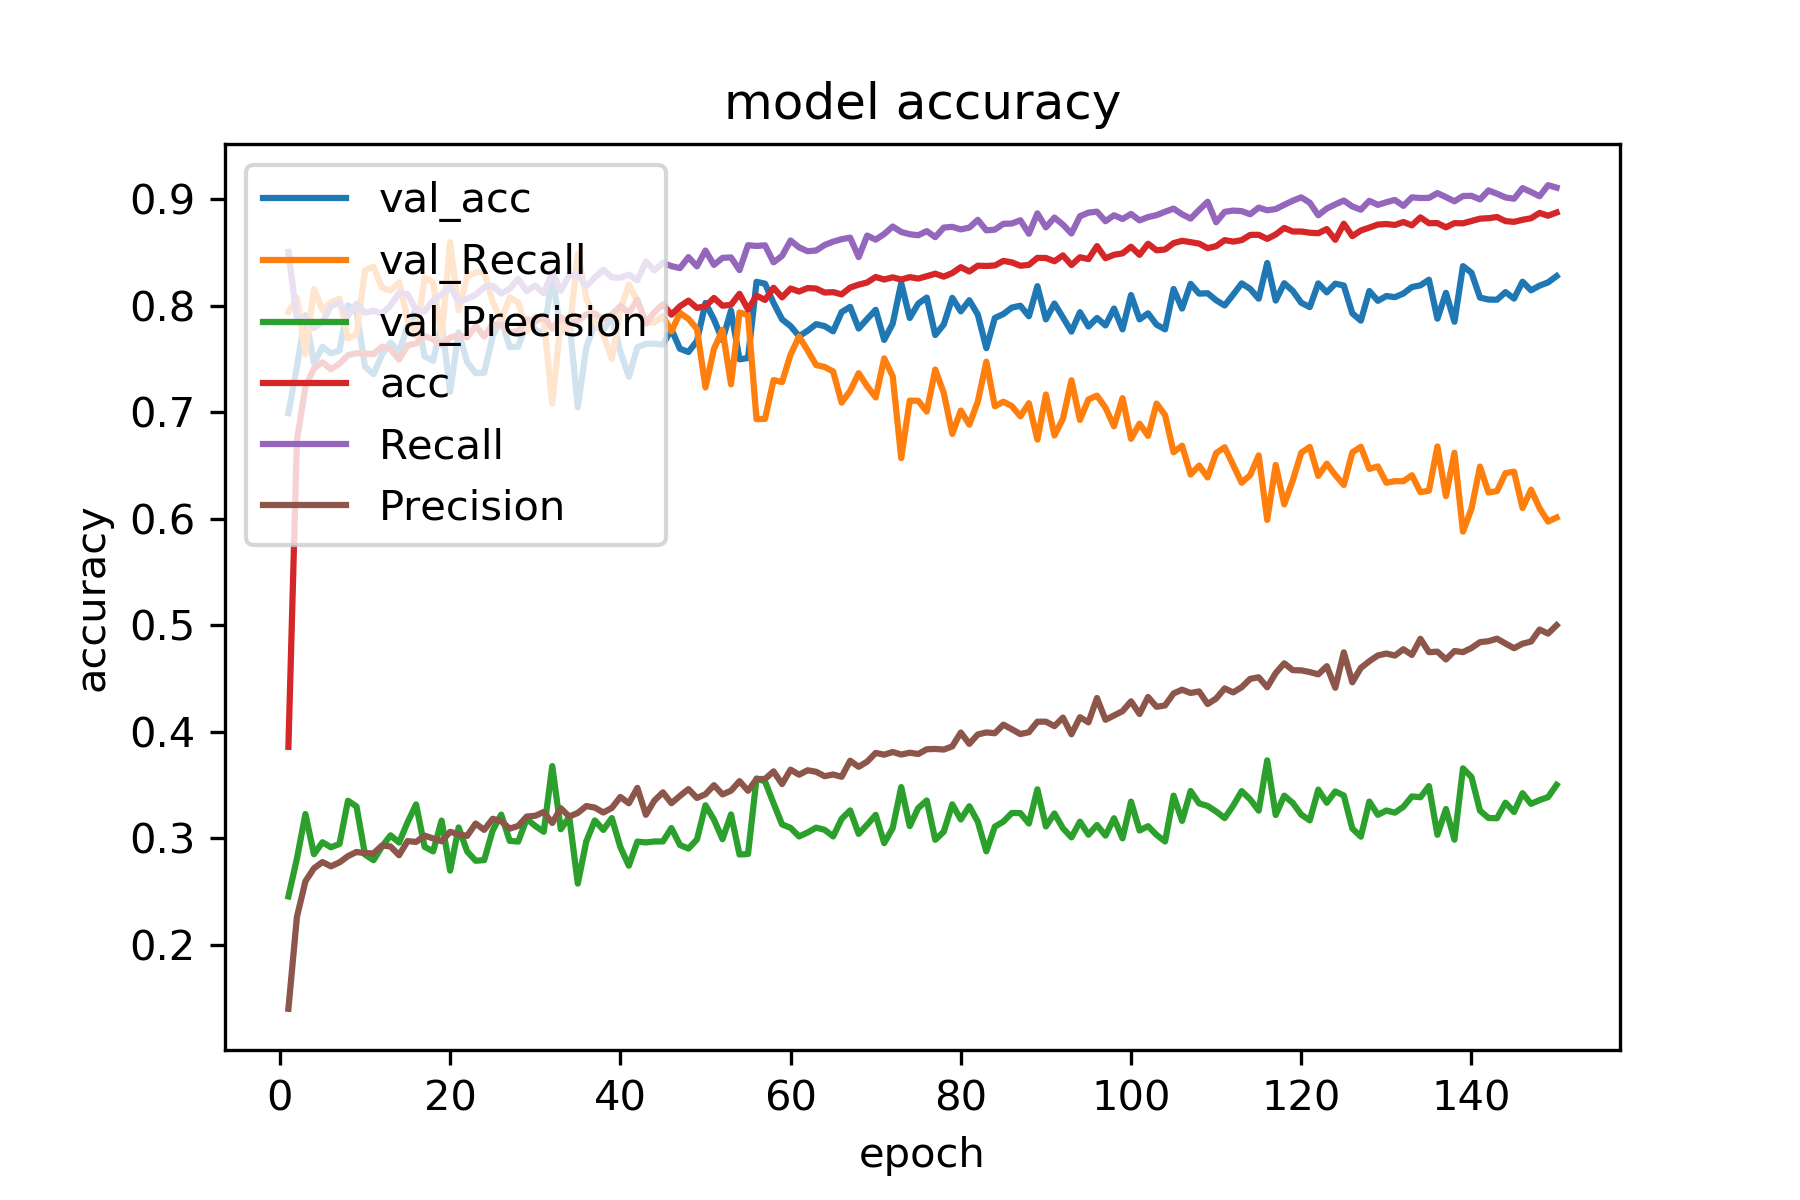 model accuracy
val_acc
val_Recall
val_Precision
acc
Recall
Precision
accuracy
0.9
0.8
0.7
0.6
0.5
0.4
0.3
0.2
0 20 40 60 80 100 120 140
epoch